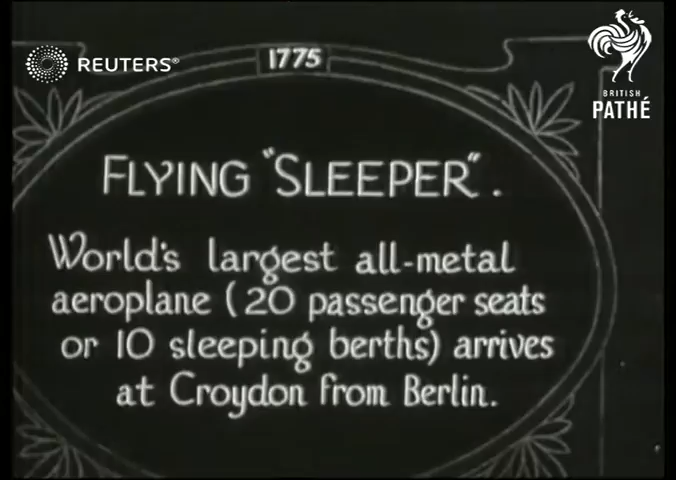 REUTERS®
1775
BRITISH
PATHÉ
FLYING "SLEEPER".
World's largest all-metal
aeroplane (20 passenger seats
or 10 sleeping berths) arrives
at Croydon from Berlin.